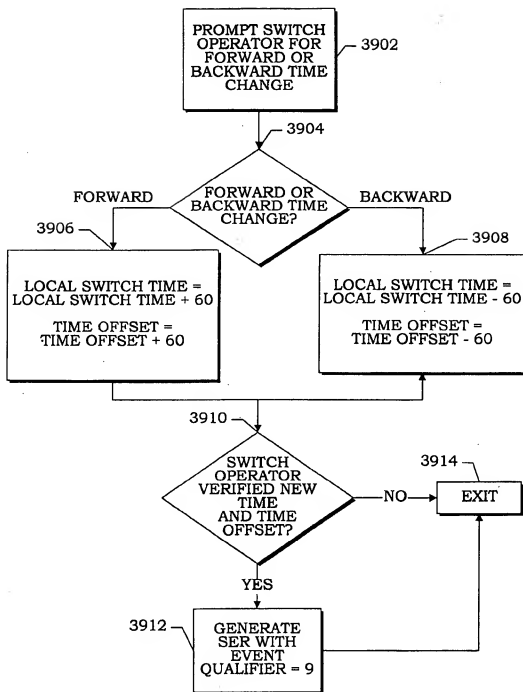 PROMPT SWITCH
OPERATOR FOR
FORWARD OR
BACKWARD TIME
CHANGE
3902
3904
FORWARD OR
BACKWARD TIME
CHANGE?
FORWARD
BACKWARD
3906
3908
LOCAL SWITCH TIME =
LOCAL SWITCH TIME + 60
TIME OFFSET =
TIME OFFSET + 60
LOCAL SWITCH TIME =
LOCAL SWITCH TIME - 60
TIME OFFSET =
TIME OFFSET - 60
3910
SWITCH
OPERATOR
VERIFIED NEW
TIME
AND TIME
OFFSET?
NO
3914
EXIT
YES
3912
GENERATE
SER WITH
EVENT
QUALIFIER = 9